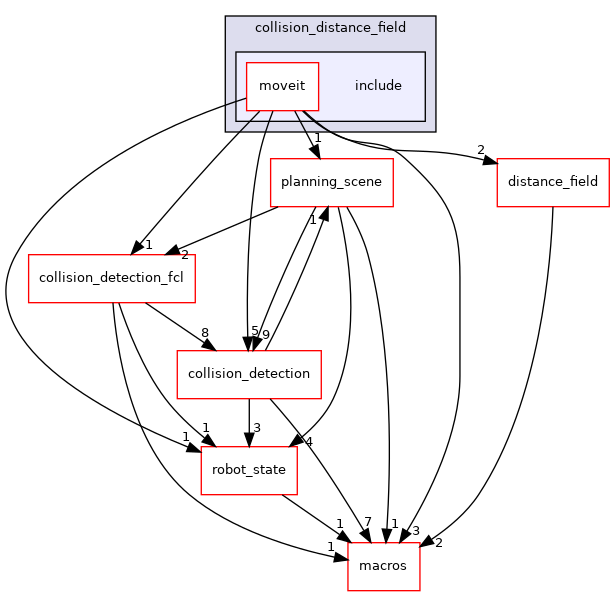 collision_distance_field
moveit
include
1
2
planning_scene
distance_field
1
1
2
collision_detection_fcl
8
5
9
collision_detection
1
1
3
4
robot_state
1
7
1
3
2
1
macros